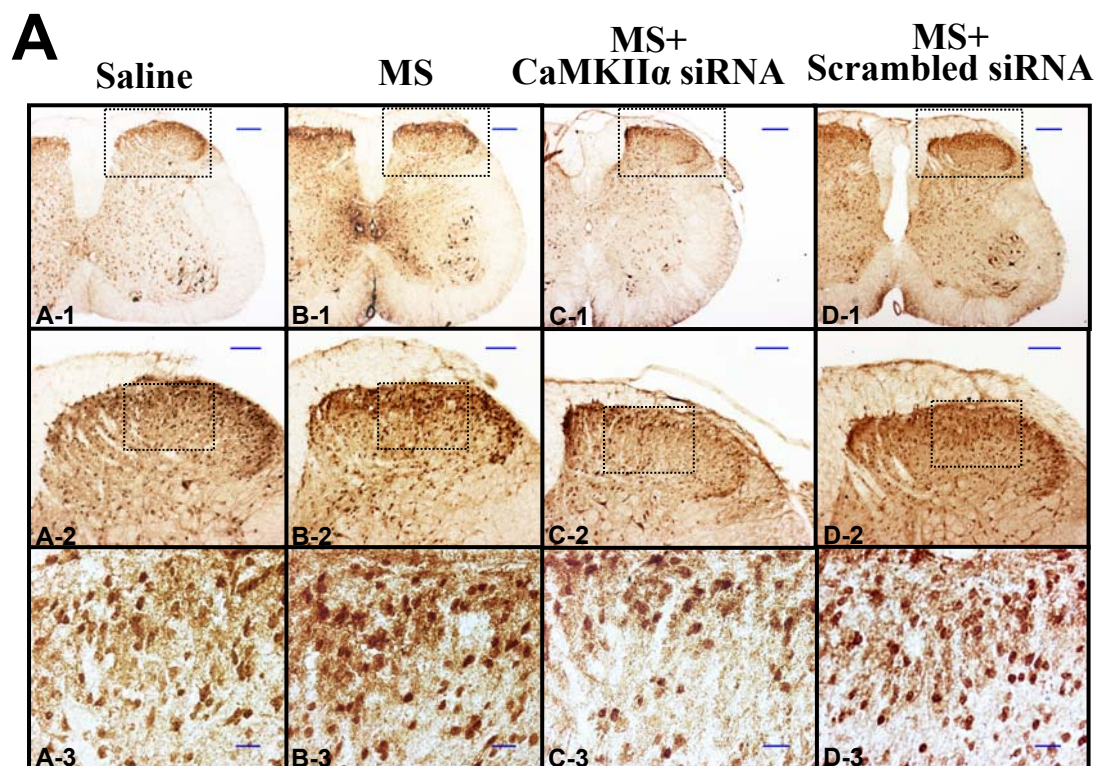 A
Saline
MS
MS+
CaMKIIα siRNA
MS+
Scrambled siRNA
A-1
B-1
C-1
D-1
A-2
B-2
C-2
D-2
A-3
B-3
C-3
D-3